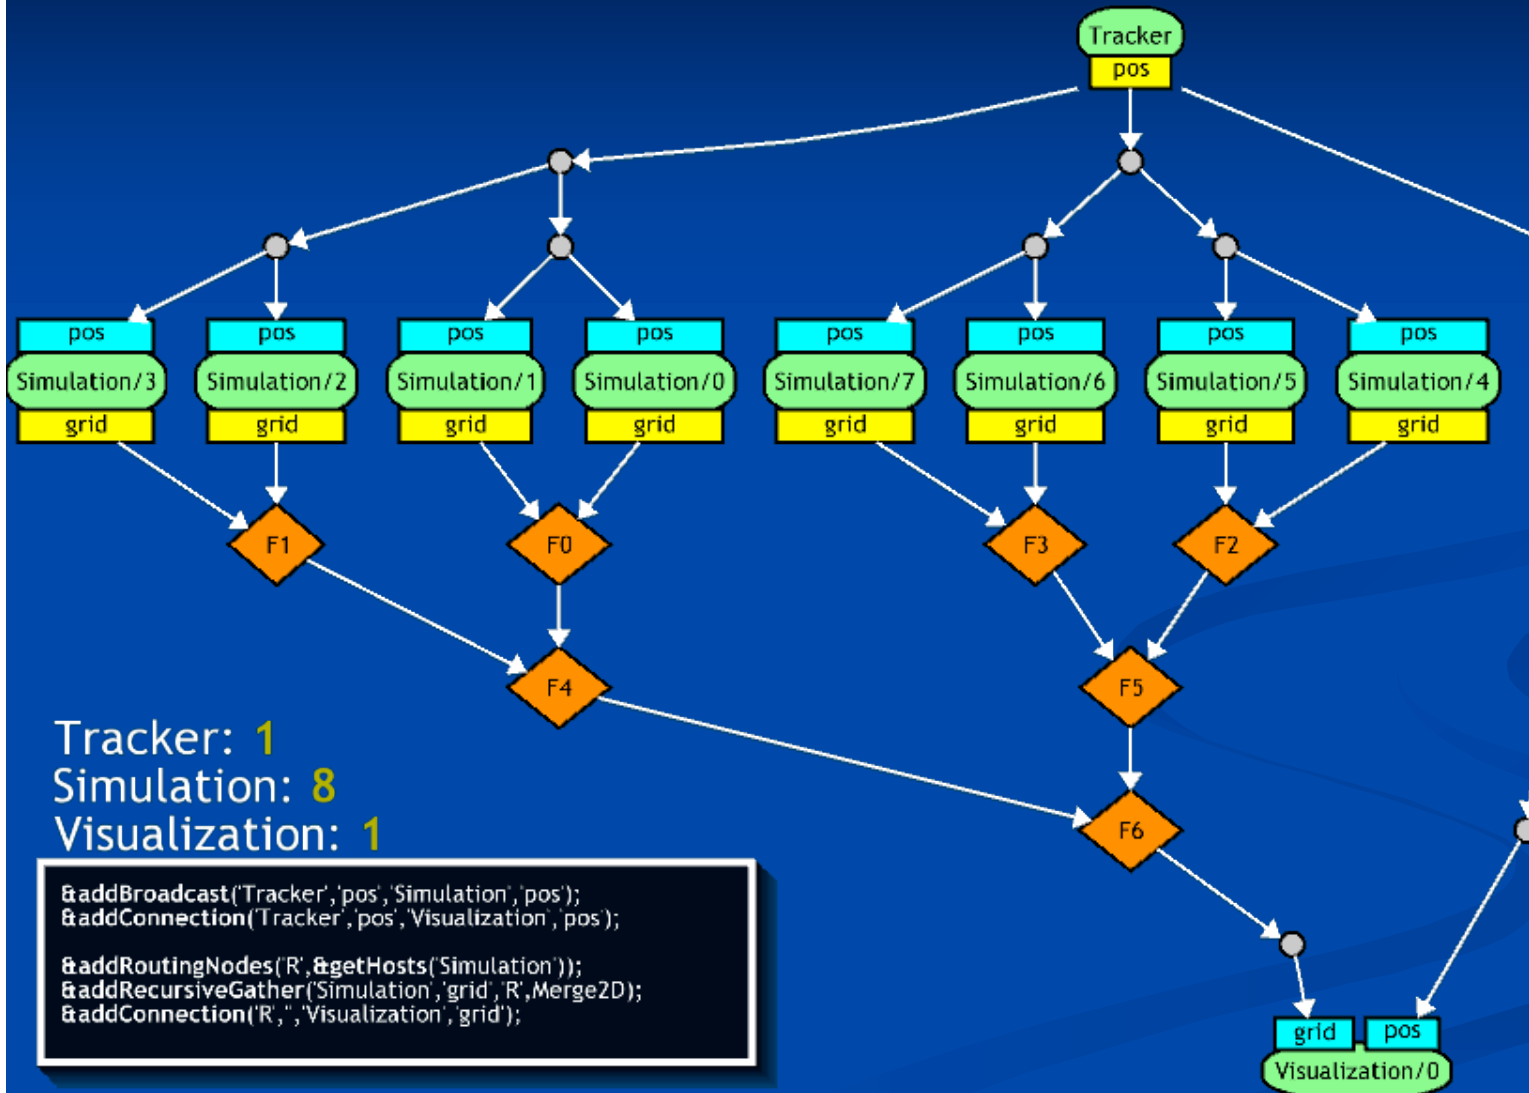 Tracker
pos
pos pos pos pos pos pos pos pos
Simulation/3 Simulation/2 Simulation/1 Simulation/0 Simulation/7 Simulation/6 Simulation/5 Simulation/4
grid grid grid grid grid grid grid grid
F1 F0 F3 F2
F4 F5
F6
Tracker: 1
Simulation: 8
Visualization: 1
&addBroadcast('Tracker','pos','Simulation','pos');
&addConnection('Tracker','pos','Visualization','pos');
&addRoutingNodes('R',&getHosts('Simulation'));
&addRecursiveGather('Simulation','grid','R',Merge2D);
&addConnection('R','','Visualization','grid');
grid pos
Visualization/0